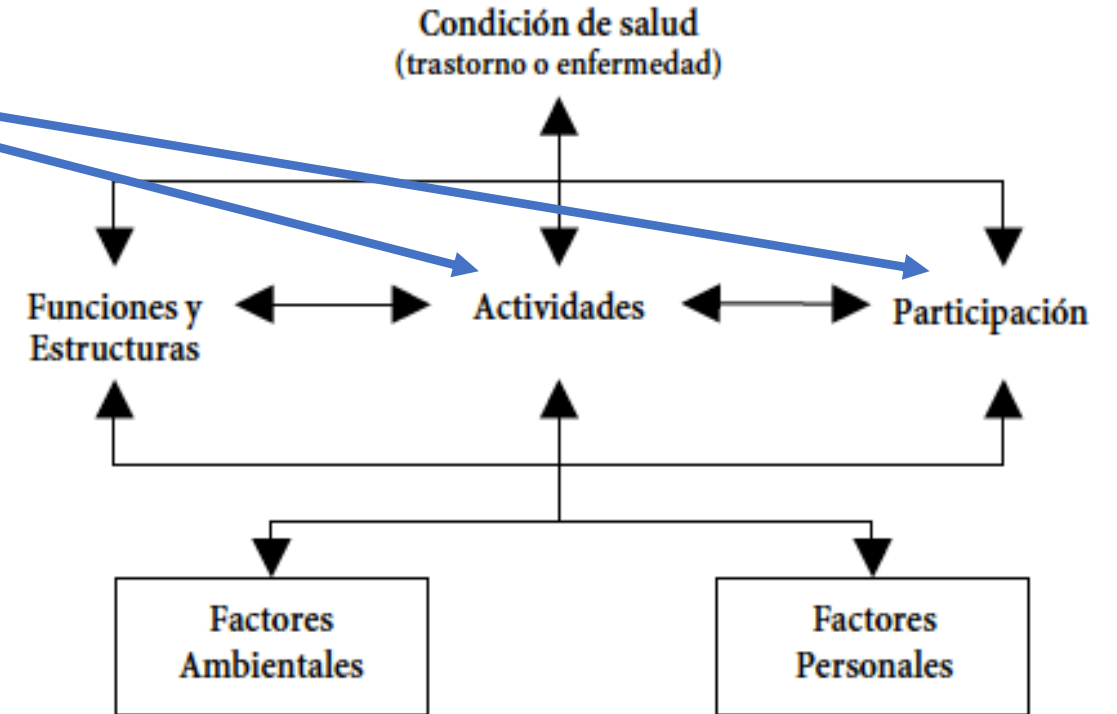 Condición de salud
(trastorno o enfermedad)
Funciones y
Estructuras
Actividades
Participación
Factores
Ambientales
Factores
Personales